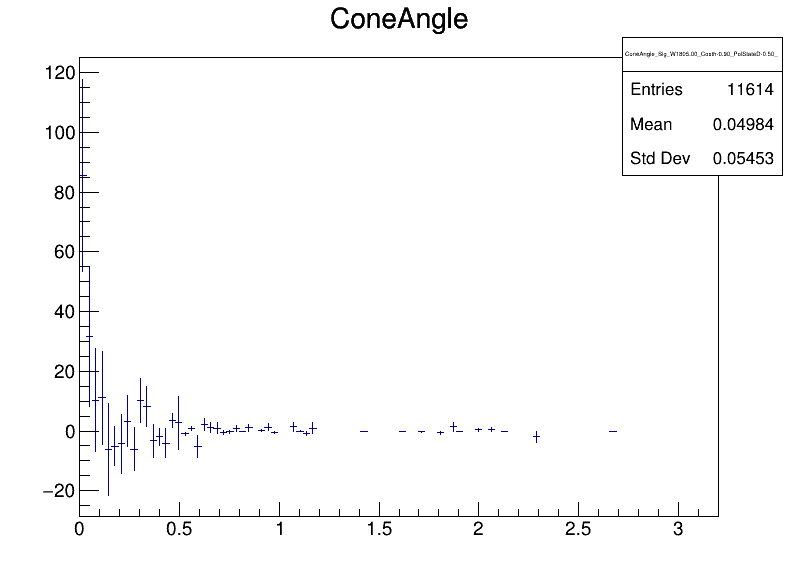 ConeAngle
ConeAngle_Sig_W1805.00_Costh-0.90_PolStateD-0.50_
Entries 11614
Mean 0.04984
Std Dev 0.05453
120
100
80
60
40
20
0
−20
0 0.5 1 1.5 2 2.5 3